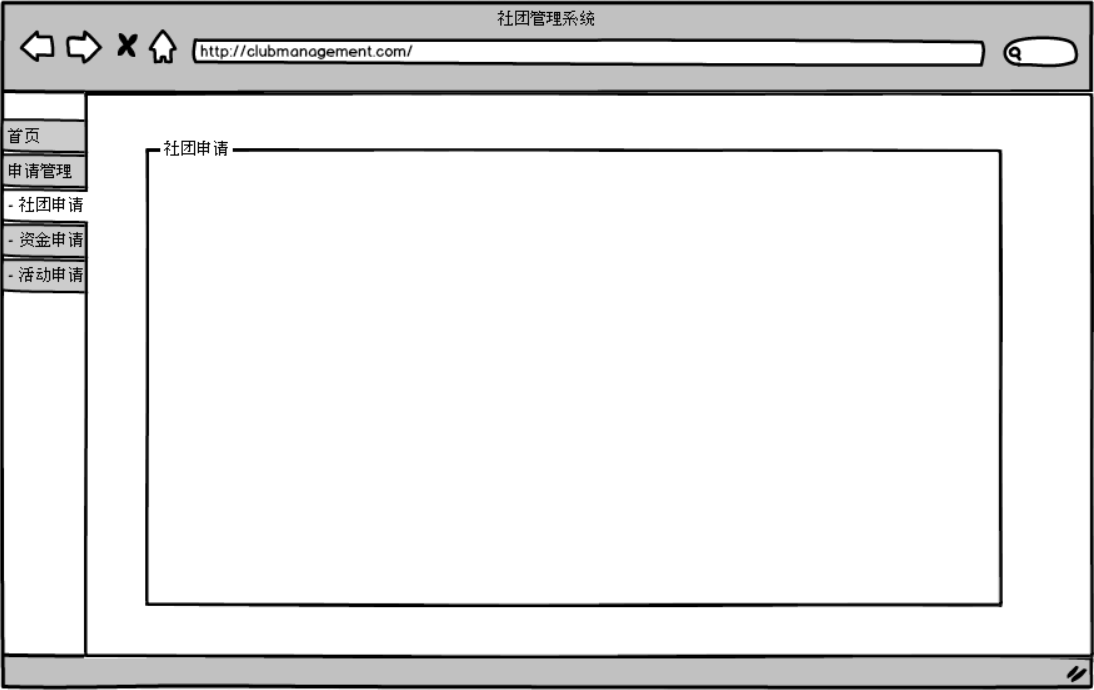 社团管理系统
http://clubmanagement.com/
首页
申请管理
- 社团申请
- 资金申请
- 活动申请
社团申请